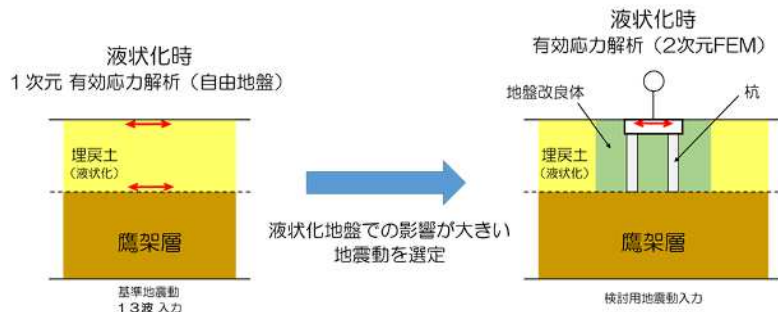 液状化時
1次元 有効応力解析（自由地盤）
埋戻土
（液状化）
鷹架層
基準地震動
13波 入力
液状化地盤での影響が大きい
地震動を選定
液状化時
有効応力解析（2次元FEM）
地盤改良体
杭
埋戻土
（液状化）
鷹架層
検討用地震動入力